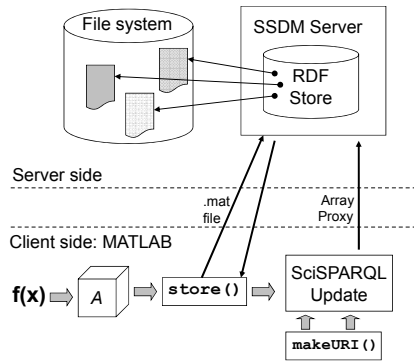 File system
SSDM Server
RDF
Store
Server side
.mat
file
Array
Proxy
Client side: MATLAB
f(x)
A
store()
SciSPARQL
Update
makeURI()